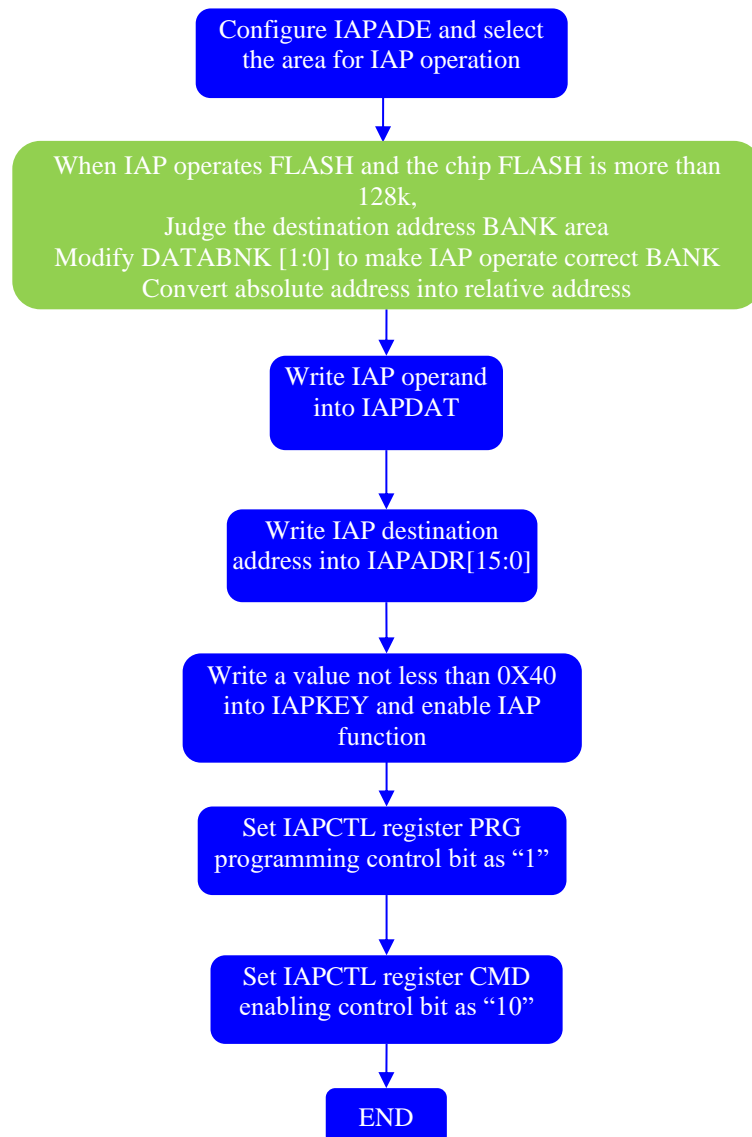 Configure IAPADE and select
the area for IAP operation
When IAP operates FLASH and the chip FLASH is more than
128k,
Judge the destination address BANK area
Modify DATABNK [1:0] to make IAP operate correct BANK
Convert absolute address into relative address
Write IAP operand
into IAPDAT
Write IAP destination
address into IAPADR[15:0]
Write a value not less than 0X40
into IAPKEY and enable IAP
function
Set IAPCTL register PRG
programming control bit as “1”
Set IAPCTL register CMD
enabling control bit as “10”
END